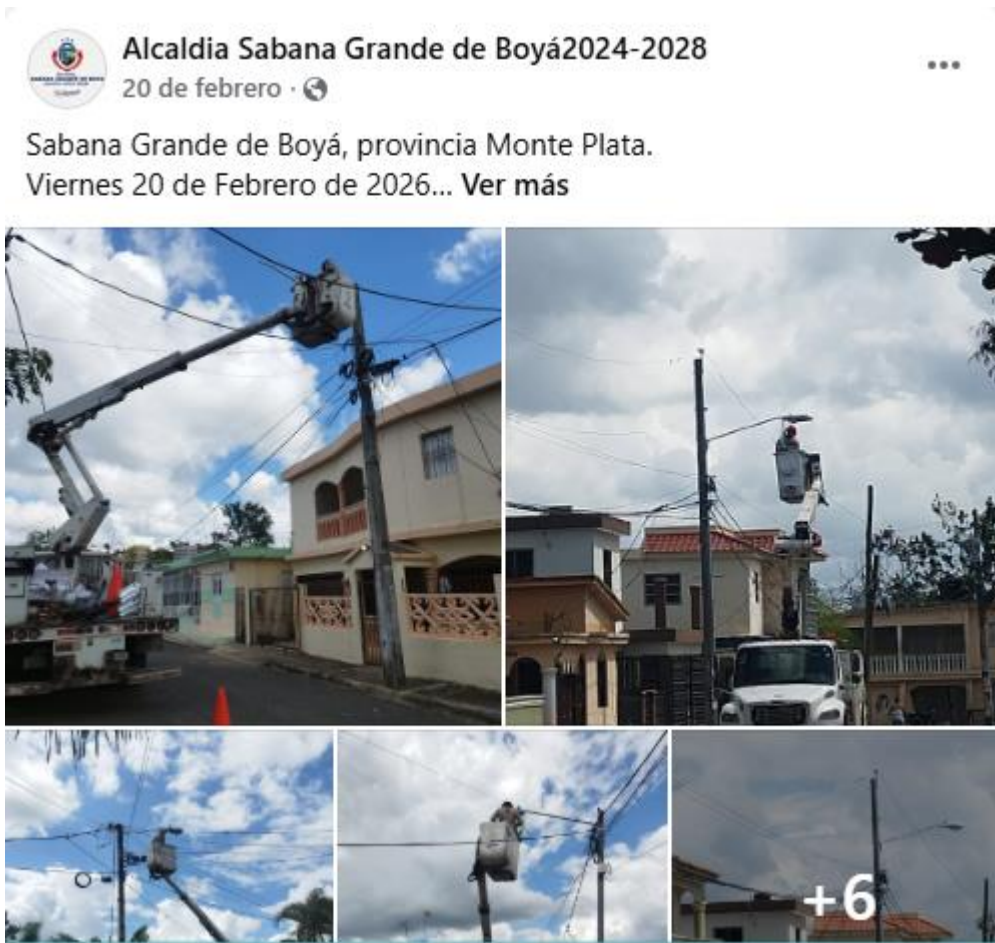 Alcaldia Sabana Grande de Boyá2024-2028
20 de febrero ·
Sabana Grande de Boyá, provincia Monte Plata.
Viernes 20 de Febrero de 2026... Ver más
+6